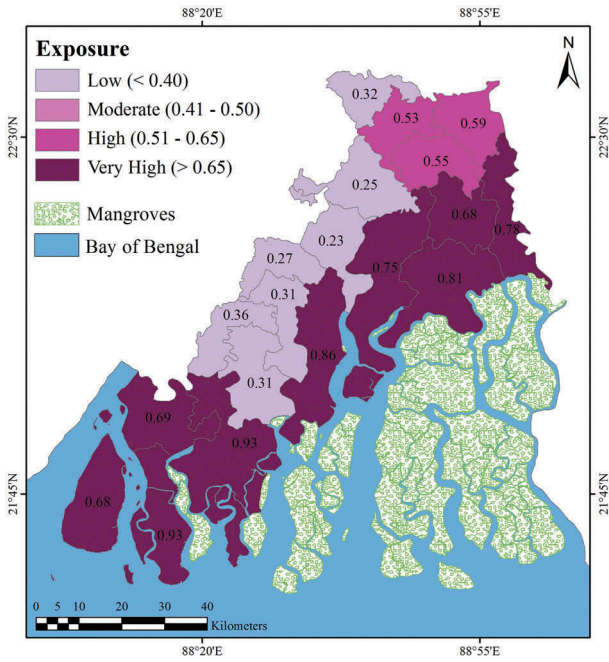 88°20'E 88°55'E
Exposure
Low (< 0.40)
Moderate (0.41 - 0.50)
High (0.51 - 0.65)
Very High (> 0.65)
Mangroves
Bay of Bengal
N
22°30'N 22°30'N
0.32
0.53
0.59
0.55
0.25
0.68
0.78
0.23
0.27
0.75
0.81
0.31
0.36
0.86
0.31
0.69
0.93
0.68
0.93
21°45'N 21°45'N
0 5 10 20 30 40
Kilometers
88°20'E 88°55'E